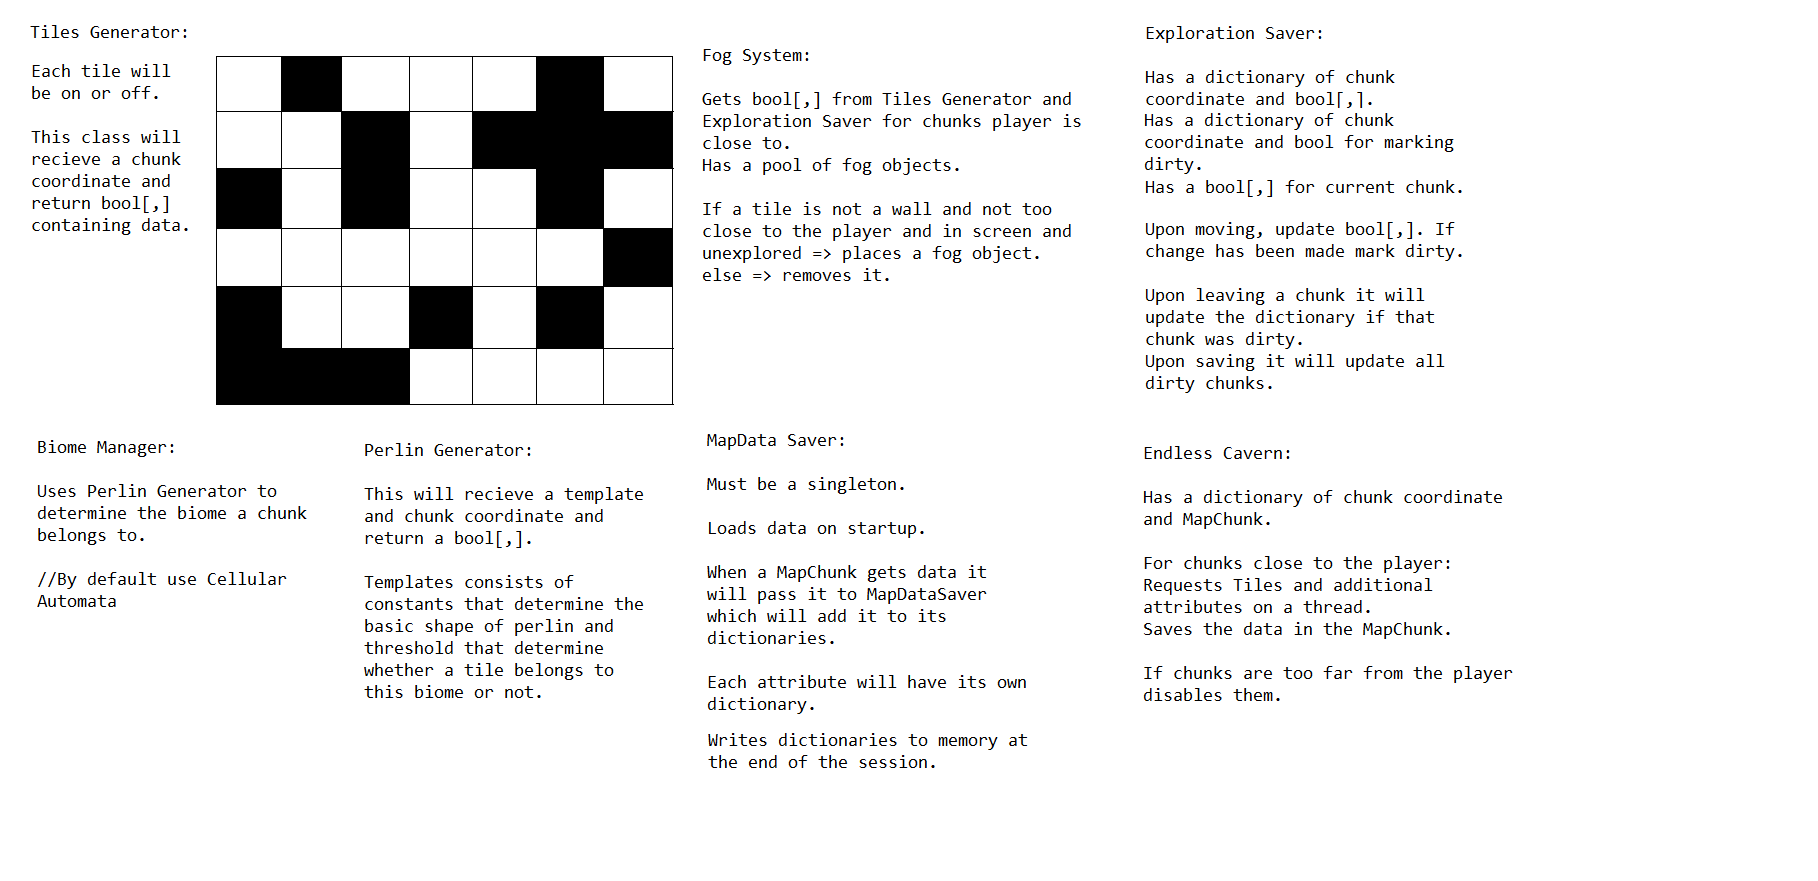 Tiles Generator:
Each tile will
be on or off.
This class will
recieve a chunk
coordinate and
return bool[,]
containing data.
Fog System:
Gets bool[,] from Tiles Generator and
Exploration Saver for chunks player is
close to.
Has a pool of fog objects.
If a tile is not a wall and not too
close to the player and in screen and
unexplored => places a fog object.
else => removes it.
Exploration Saver:
Has a dictionary of chunk
coordinate and bool[,].
Has a dictionary of chunk
coordinate and bool for marking
dirty.
Has a bool[,] for current chunk.
Upon moving, update bool[,]. If
change has been made mark dirty.
Upon leaving a chunk it will
update the dictionary if that
chunk was dirty.
Upon saving it will update all
dirty chunks.
Biome Manager:
Uses Perlin Generator to
determine the biome a chunk
belongs to.
//By default use Cellular
Automata
Perlin Generator:
This will recieve a template
and chunk coordinate and
return a bool[,].
Templates consists of
constants that determine the
basic shape of perlin and
threshold that determine
whether a tile belongs to
this biome or not.
MapData Saver:
Must be a singleton.
Loads data on startup.
When a MapChunk gets data it
will pass it to MapDataSaver
which will add it to its
dictionaries.
Each attribute will have its own
dictionary.
Writes dictionaries to memory at
the end of the session.
Endless Cavern:
Has a dictionary of chunk coordinate
and MapChunk.
For chunks close to the player:
Requests Tiles and additional
attributes on a thread.
Saves the data in the MapChunk.
If chunks are too far from the player
disables them.